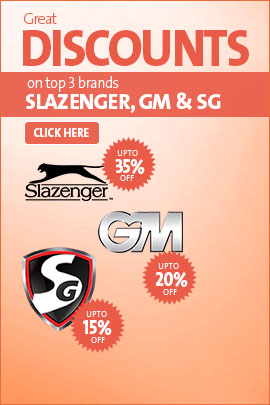 Great
DISCOUNTS
on top 3 brands
SLAZENGER, GM & SG
CLICK HERE
UPTO
35%
OFF
Slazenger™
GM
UPTO
20%
OFF
SG
UPTO
15%
OFF